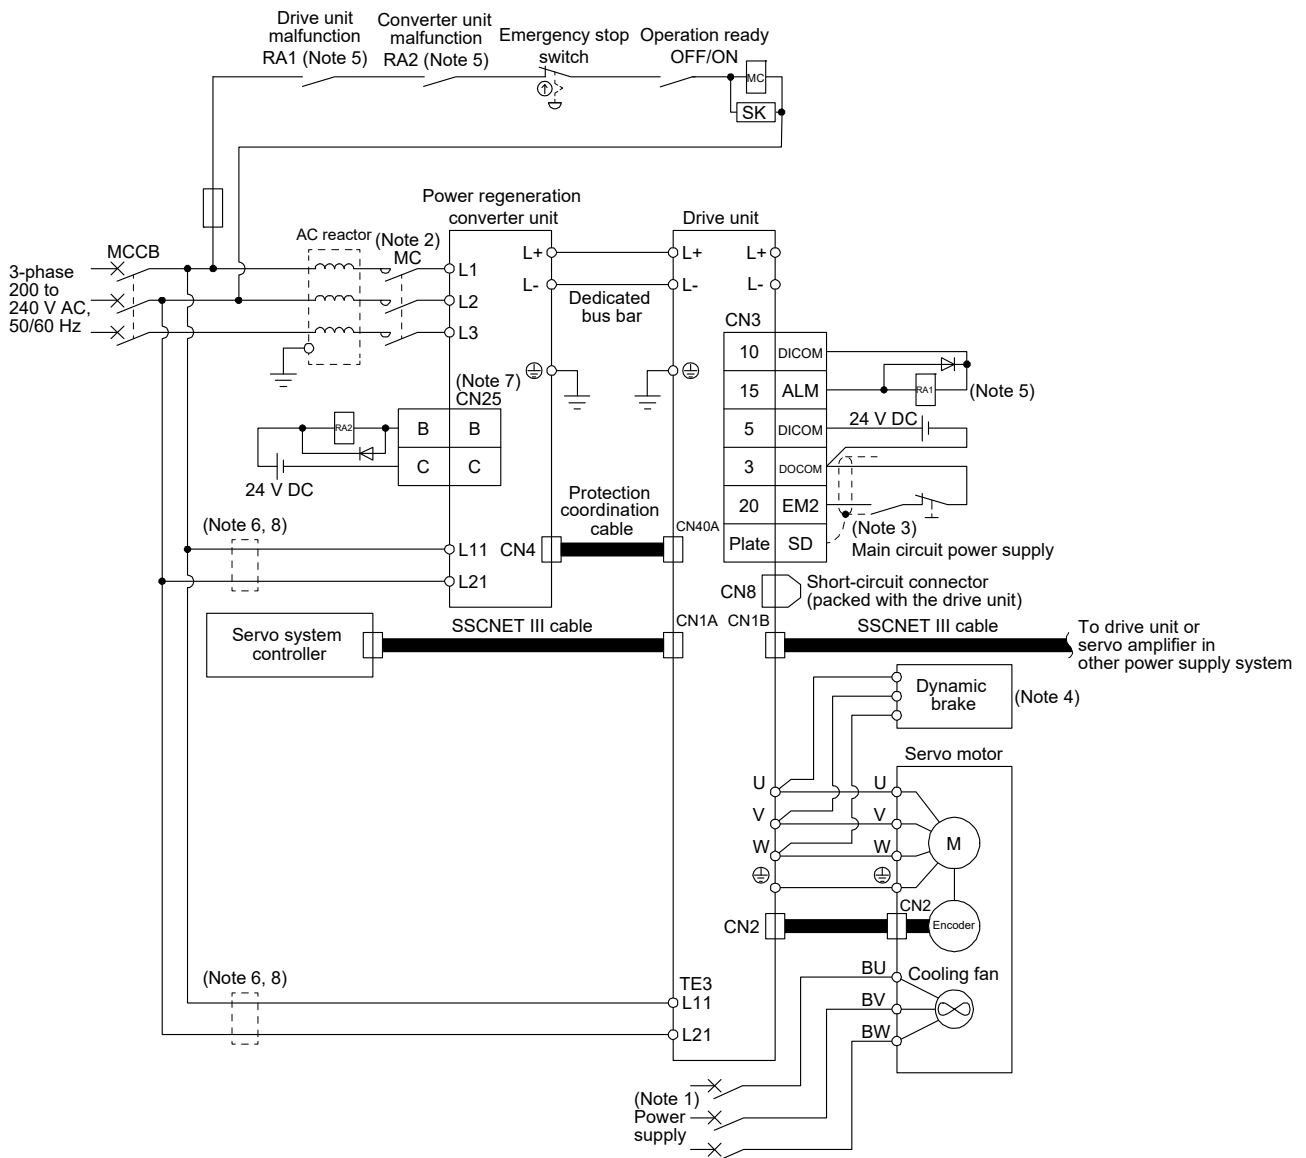 Drive unit
malfunction
RA1 (Note 5)
Converter unit
malfunction
RA2 (Note 5)
Emergency stop
switch
Operation ready
OFF/ON
MC
SK
Power regeneration
converter unit
Drive unit
AC reactor
(Note 2)
MC
MCCB
3-phase
200 to
240 V AC,
50/60 Hz
L1
L2
L3
L+
L-
L+
L-
L+
L-
Dedicated
bus bar
CN3
10 DICOM
15 ALM
5 DICOM
3 DOCOM
20 EM2
Plate SD
RA1
(Note 5)
24 V DC
(Note 3)
Main circuit power supply
(Note 7)
CN25
B B
C C
RA2
24 V DC
Protection
coordination
cable
(Note 6, 8)
L11
L21
CN4
CN40A
CN8
Short-circuit connector
(packed with the drive unit)
Servo system
controller
SSCNET III cable
CN1A
CN1B
SSCNET III cable
To drive unit or
servo amplifier in
other power supply system
Dynamic
brake
(Note 4)
Servo motor
U U
V V
W W
M
CN2
CN2
Encoder
BU
BV
BW
Cooling fan
(Note 6, 8)
TE3
L11
L21
(Note 1)
Power
supply